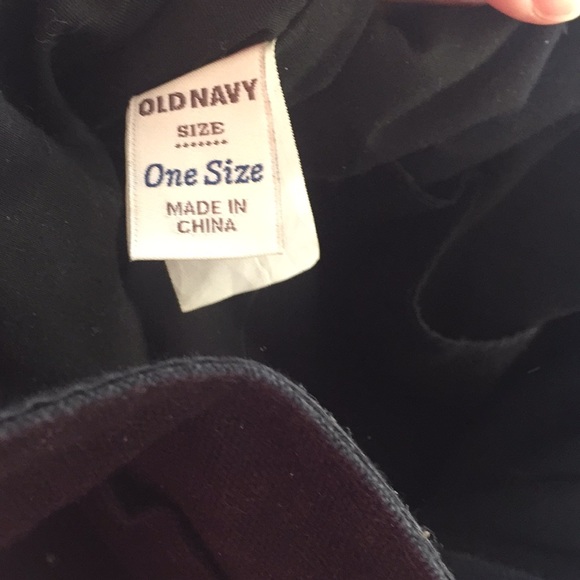 OLD NAVY
SIZE
One Size
MADE IN
CHINA